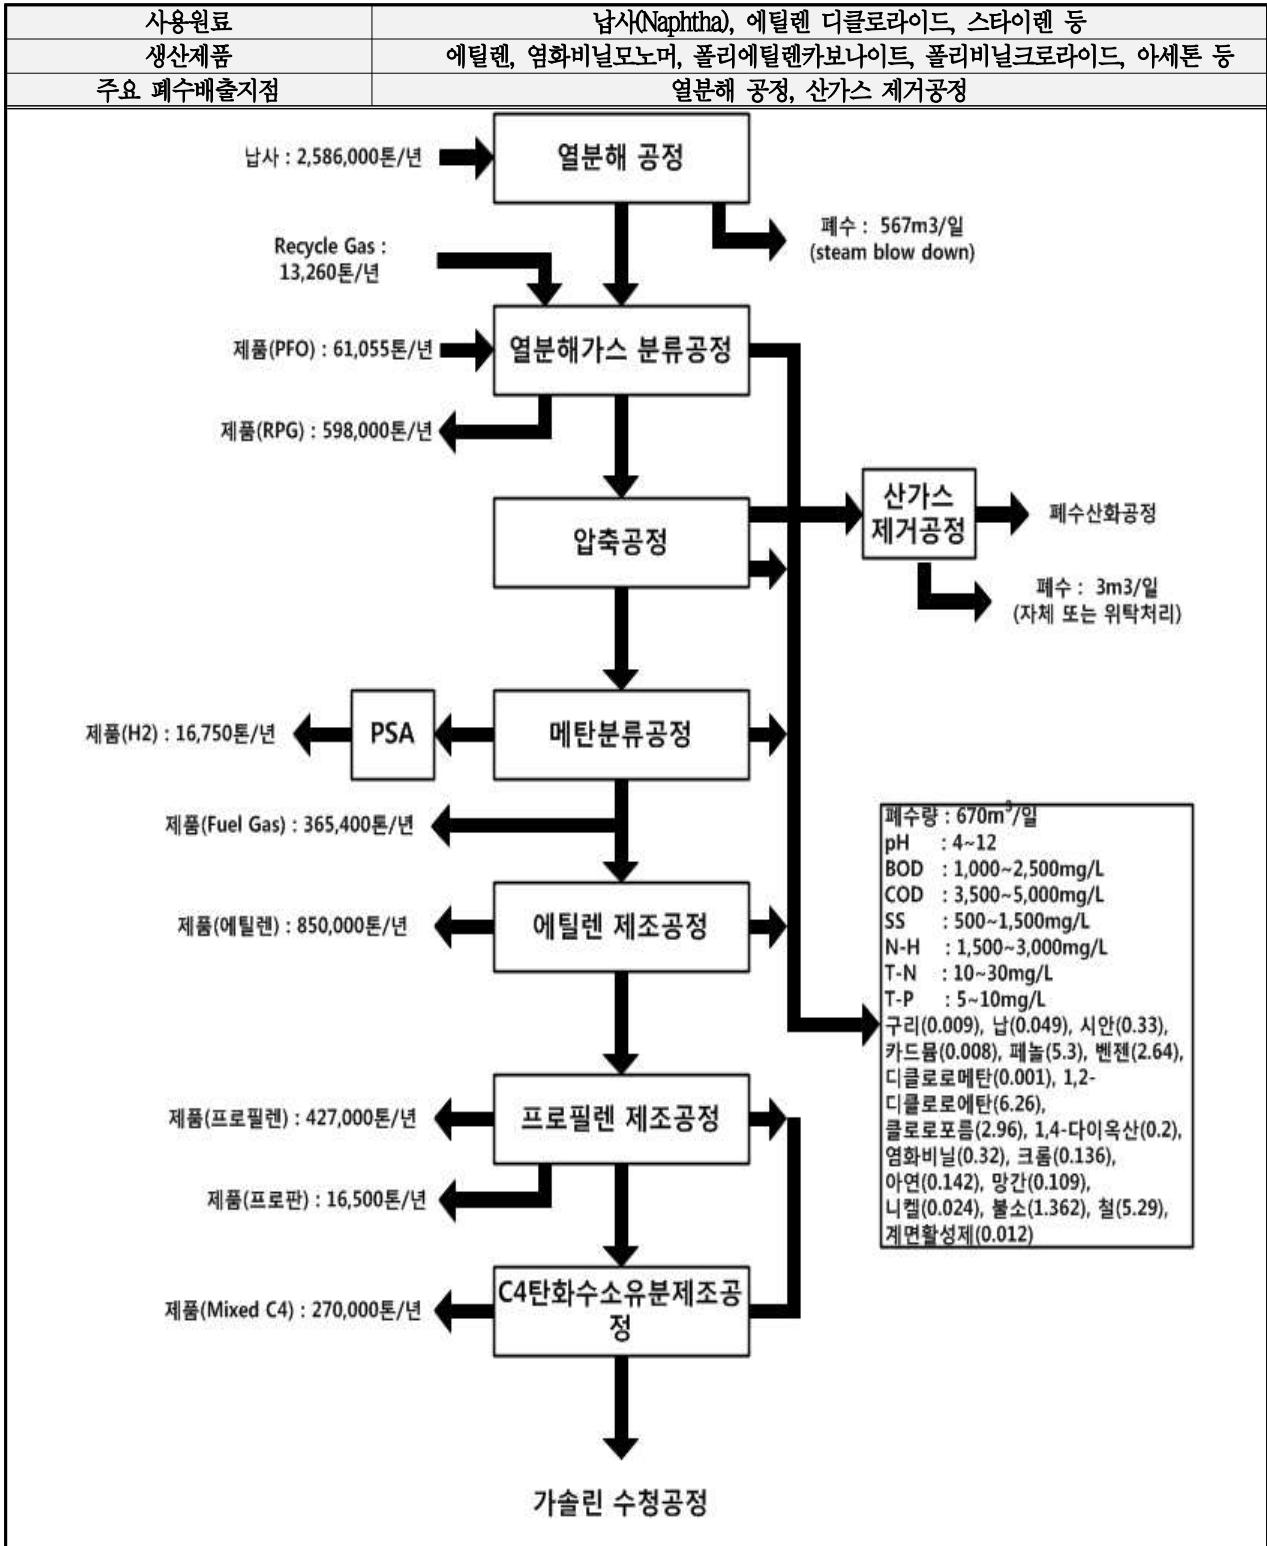 사용원료 납사(Naphtha), 에틸렌 디클로라이드, 스타이렌 등
생산제품 에틸렌, 염화비닐모노머, 폴리에틸렌카보나이트, 폴리비닐크로라이드, 아세톤 등
주요 폐수배출지점 열분해 공정, 산가스 제거공정
열분해 공정
납사 : 2,586,000톤/년
폐수 : 567m3/일
(steam blow down)
Recycle Gas :
13,260톤/년
제품(PFO) : 61,055톤/년
열분해가스 분류공정
제품(RPG) : 598,000톤/년
압축공정
산가스
제거공정
폐수산화공정
폐수 : 3m3/일
(자체 또는 위탁처리)
제품(H2) : 16,750톤/년
PSA
메탄분류공정
제품(Fuel Gas) : 365,400톤/년
제품(에틸렌) : 850,000톤/년
에틸렌 제조공정
폐수량 : 670m³/일
pH : 4~12
BOD : 1,000~2,500mg/L
COD : 3,500~5,000mg/L
SS : 500~1,500mg/L
N-H : 1,500~3,000mg/L
T-N : 10~30mg/L
T-P : 5~10mg/L
구리(0.009), 납(0.049), 시안(0.33),
카드뮴(0.008), 페놀(5.3), 벤젠(2.64),
디클로로메탄(0.001), 1,2-
디클로로에탄(6.26),
클로로포름(2.96), 1,4-다이옥산(0.2),
염화비닐(0.32), 크롬(0.136),
아연(0.142), 망간(0.109),
니켈(0.024), 불소(1.362), 철(5.29),
계면활성제(0.012)
제품(프로필렌) : 427,000톤/년
프로필렌 제조공정
제품(프로판) : 16,500톤/년
제품(Mixed C4) : 270,000톤/년
C4탄화수소유분제조공
정
가솔린 수청공정